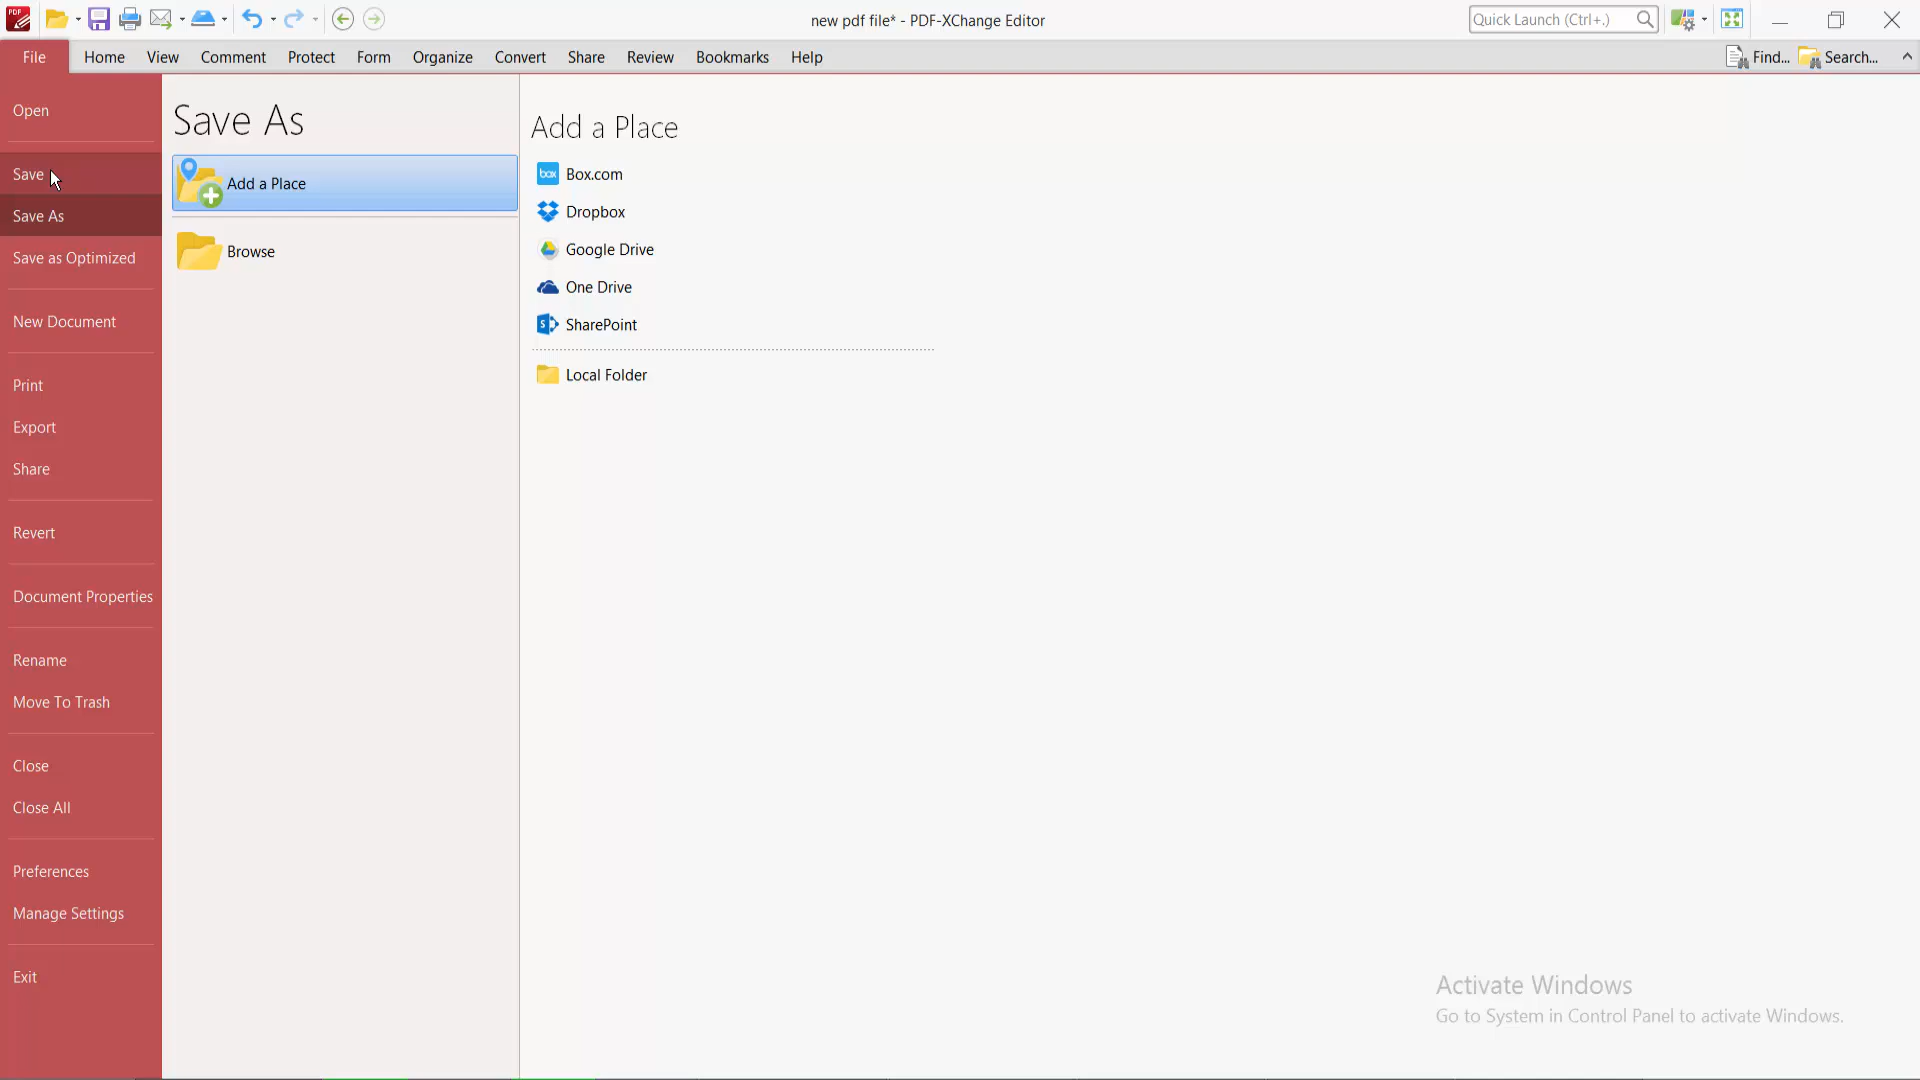 new pdf file* - PDF-XChange Editor
Quick Launch (Ctrl+.)
File Home View Comment Protect Form Organize Convert Share Review Bookmarks Help
Find... Search...
Open
Save
Save As
Save as Optimized
New Document
Print
Export
Share
Revert
Document Properties
Rename
Move To Trash
Close
Close All
Preferences
Manage Settings
Exit
Save As
Add a Place
Browse
Add a Place
box Box.com
Dropbox
Google Drive
One Drive
S SharePoint
Local Folder
Activate Windows
Go to System in Control Panel to activate Windows.